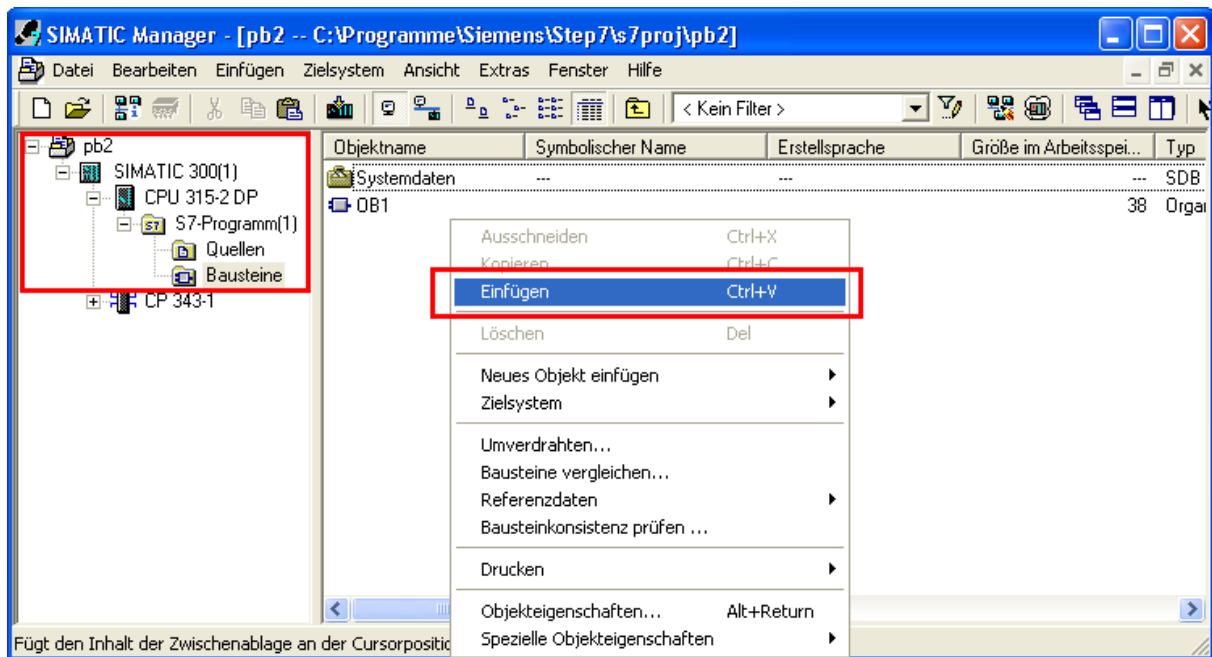 SIMATIC Manager - [pb2 -- C:\Programme\Siemens\Step7\s7proj\pb2]
Datei Bearbeiten Einfügen Zielsystem Ansicht Extras Fenster Hilfe
< Kein Filter >
pb2
SIMATIC 300(1)
CPU 315-2 DP
S7-Programm(1)
Quellen
Bausteine
CP 343-1
Objektname Symbolischer Name Erstellsprache Größe im Arbeitsspei... Typ
Systemdaten --- --- --- SDB
OB1 38 Orgar
Ausschneiden Ctrl+X
Kopieren Ctrl+C
Einfügen Ctrl+V
Löschen Del
Neues Objekt einfügen
Zielsystem
Umverdrahten...
Bausteine vergleichen...
Referenzdaten
Bausteinkonsistenz prüfen ...
Drucken
Objekteigenschaften... Alt+Return
Spezielle Objekteigenschaften
Fügt den Inhalt der Zwischenablage an der Cursorpositic